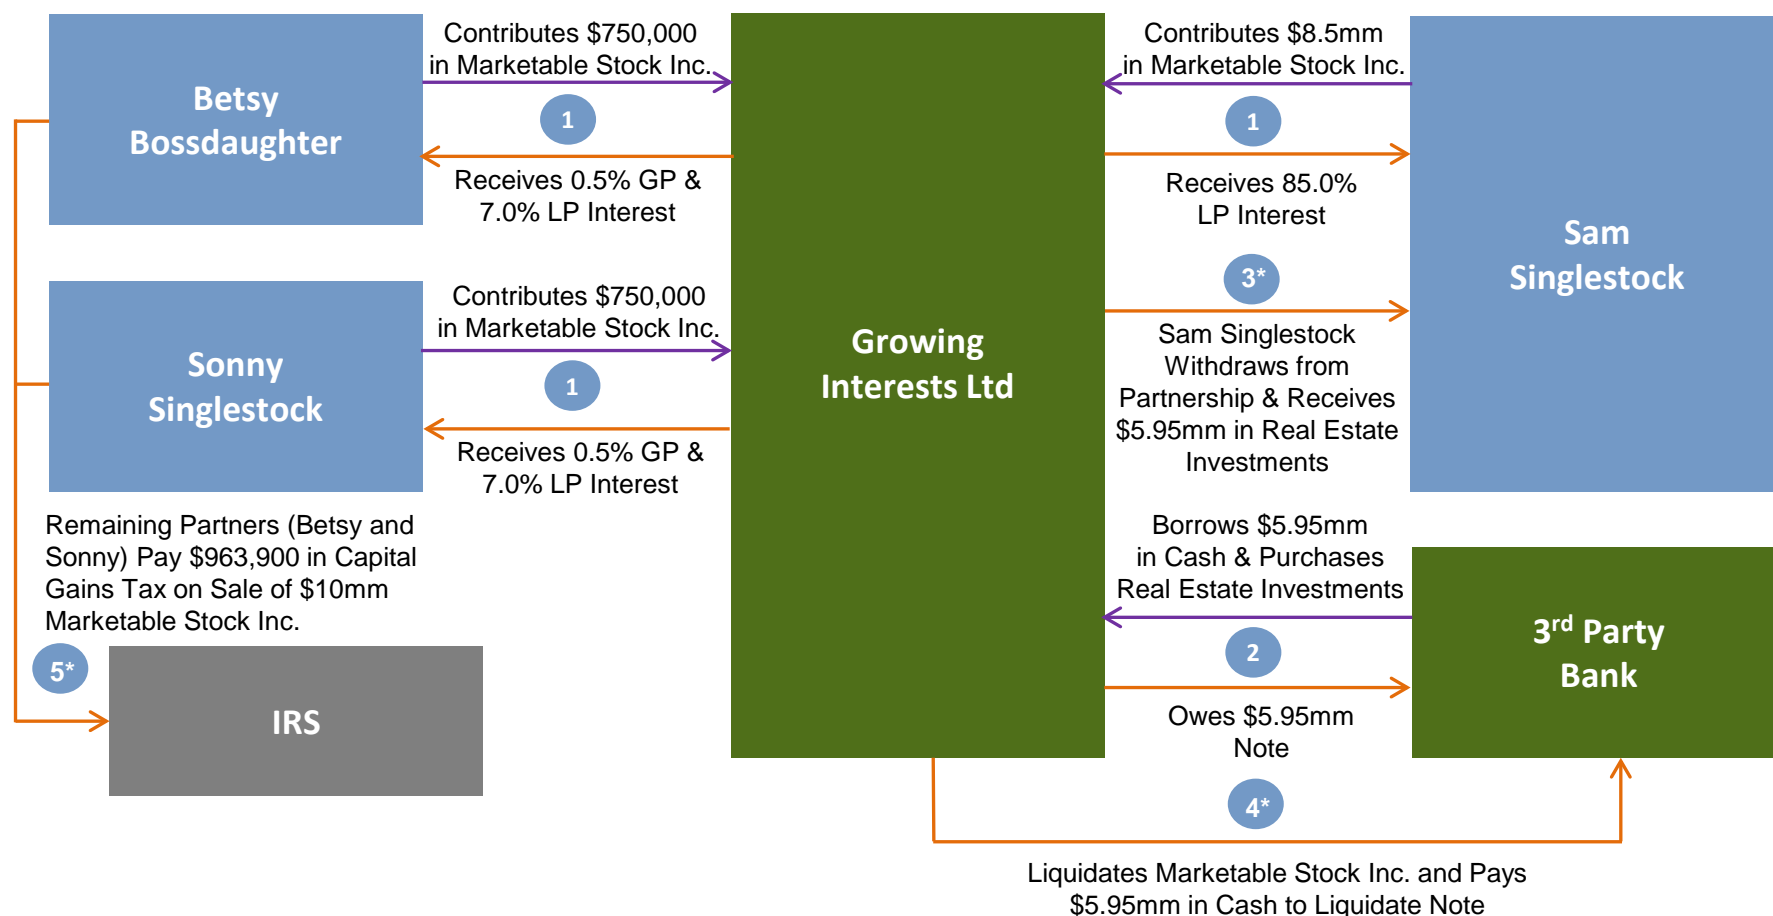 Contributes $750,000
in Marketable Stock Inc.
1
Receives 0.5% GP &
7.0% LP Interest
Betsy
Bossdaughter
Contributes $750,000
in Marketable Stock Inc.
1
Receives 0.5% GP &
7.0% LP Interest
Sonny
Singlestock
Growing
Interests Ltd
Contributes $8.5mm
in Marketable Stock Inc.
1
Receives 85.0%
LP Interest
3*
Sam Singlestock
Withdraws from
Partnership & Receives
$5.95mm in Real Estate
Investments
Sam
Singlestock
Remaining Partners (Betsy and
Sonny) Pay $963,900 in Capital
Gains Tax on Sale of $10mm
Marketable Stock Inc.
5*
IRS
Borrows $5.95mm
in Cash & Purchases
Real Estate Investments
2
Owes $5.95mm
Note
3rd Party
Bank
4*
Liquidates Marketable Stock Inc. and Pays
$5.95mm in Cash to Liquidate Note